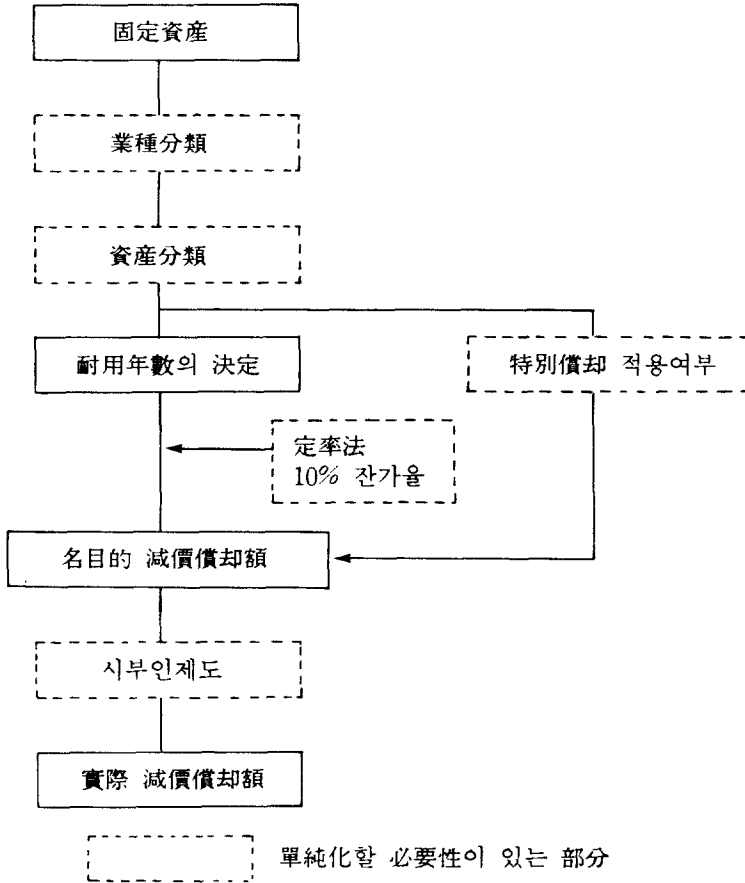 固定資産
業種分類
資産分類
耐用年數의 決定
特別償却 적용여부
定率法
10% 잔가율
名目的 減價償却額
시부인제도
實際 減價償却額
單純化할 必要性이 있는 部分